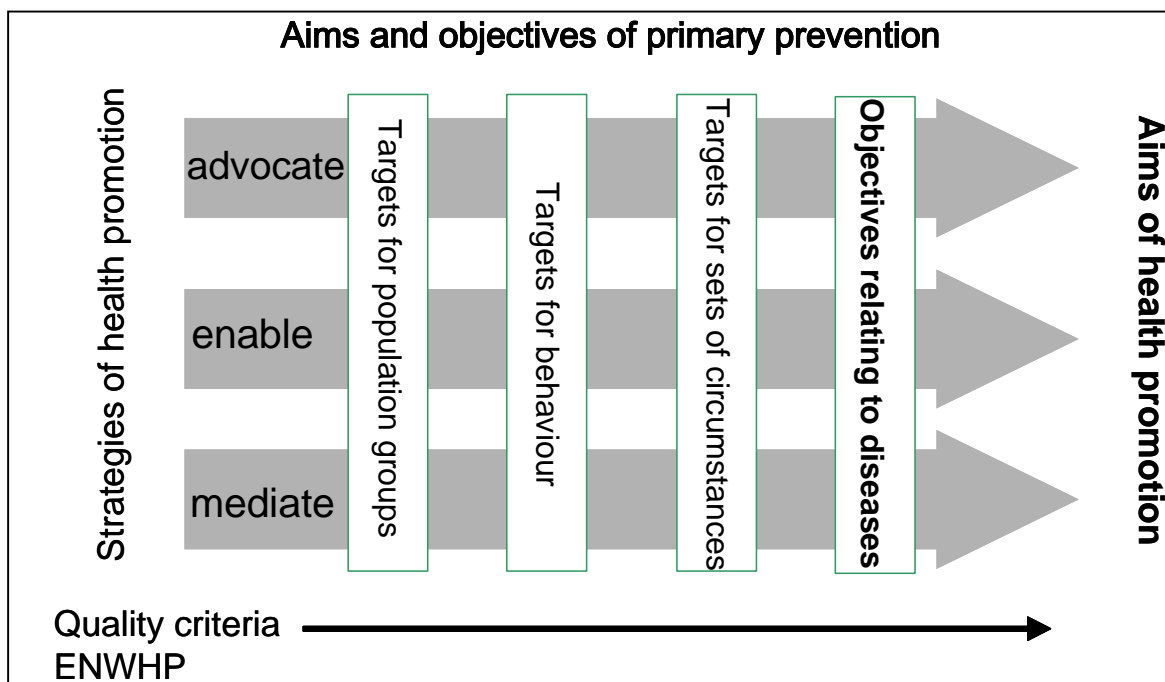 Aims and objectives of primary prevention
Strategies of health promotion
advocate
enable
mediate
Targets for population groups
Targets for behaviour
Targets for sets of circumstances
Objectives relating to diseases
Aims of health promotion
Quality criteria
ENWHP